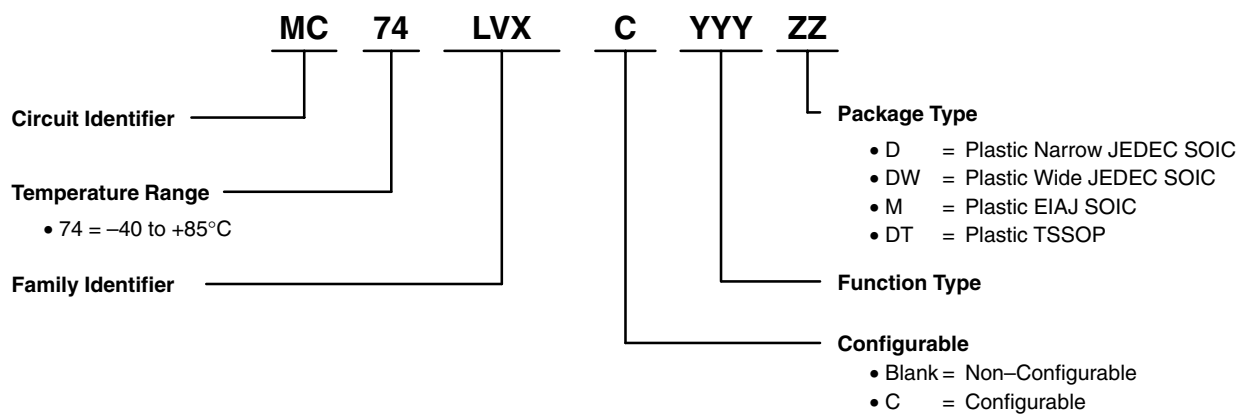 MC 74 LVX C YYY ZZ
Circuit Identifier
Temperature Range
• 74 = –40 to +85°C
Family Identifier
Package Type
• D = Plastic Narrow JEDEC SOIC
• DW = Plastic Wide JEDEC SOIC
• M = Plastic EIAJ SOIC
• DT = Plastic TSSOP
Function Type
Configurable
• Blank = Non–Configurable
• C = Configurable